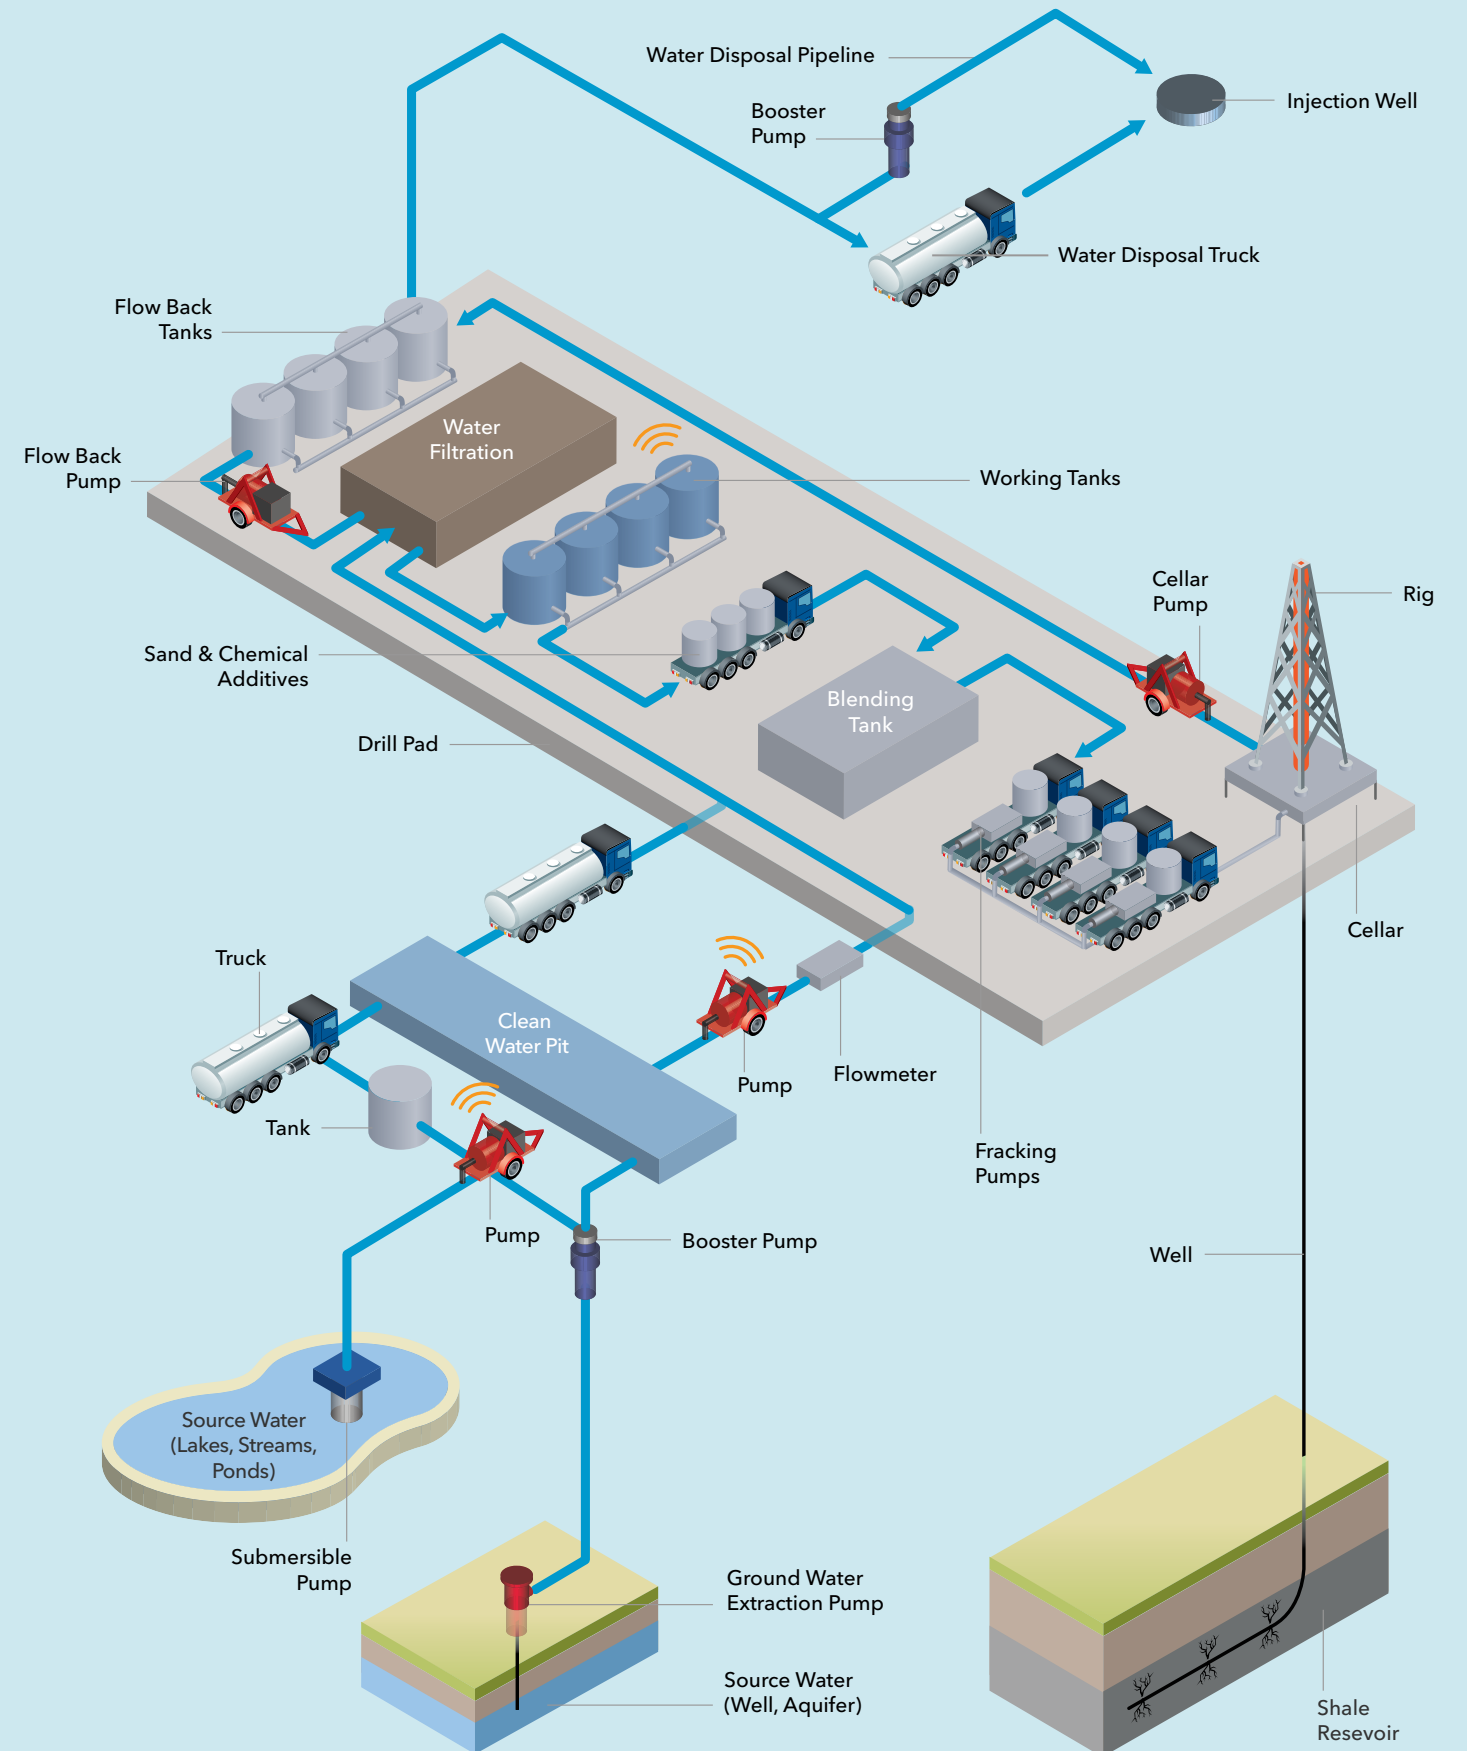 Water Disposal Pipeline
Booster
Pump
Injection Well
Water Disposal Truck
Flow Back
Tanks
Water
Filtration
Flow Back
Pump
Working Tanks
Cellar
Pump
Rig
Sand & Chemical
Additives
Blending
Tank
Drill Pad
Cellar
Truck
Clean
Water Pit
Pump
Flowmeter
Tank
Fracking
Pumps
Pump
Booster Pump
Well
Source Water
(Lakes, Streams,
Ponds)
Submersible
Pump
Ground Water
Extraction Pump
Source Water
(Well, Aquifer)
Shale
Resevoir